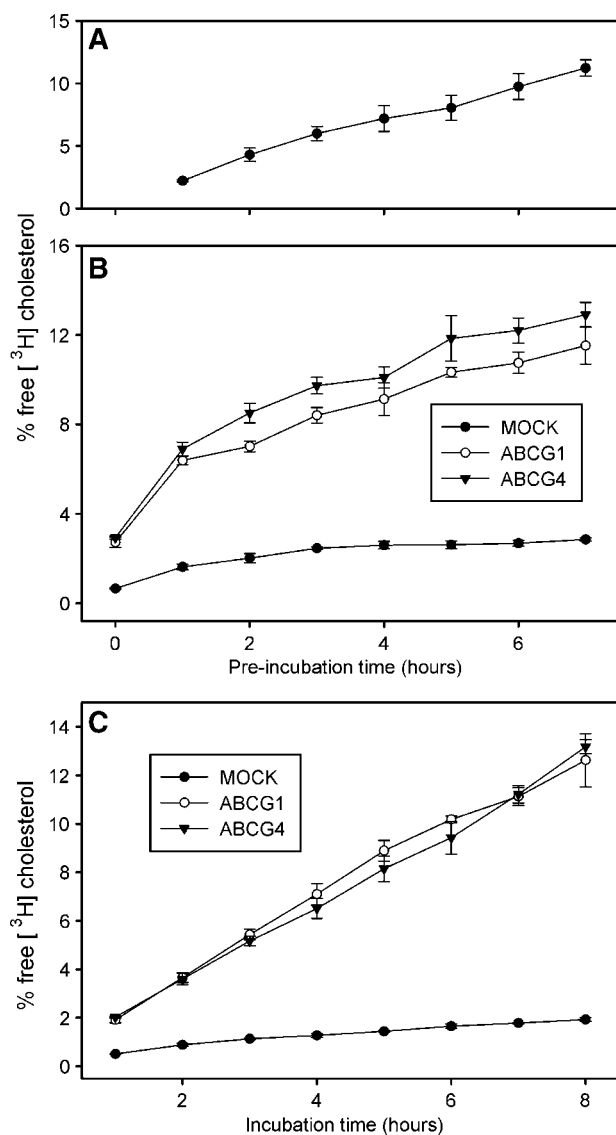 A
15
10
5
0
% free [ ³H] cholesterol
B
16
12
8
4
0
MOCK
ABCG1
ABCG4
0 2 4 6
Pre-incubation time (hours)
C
14
12
10
8
6
4
2
0
% free [ ³H] cholesterol
MOCK
ABCG1
ABCG4
2 4 6 8
Incubation time (hours)